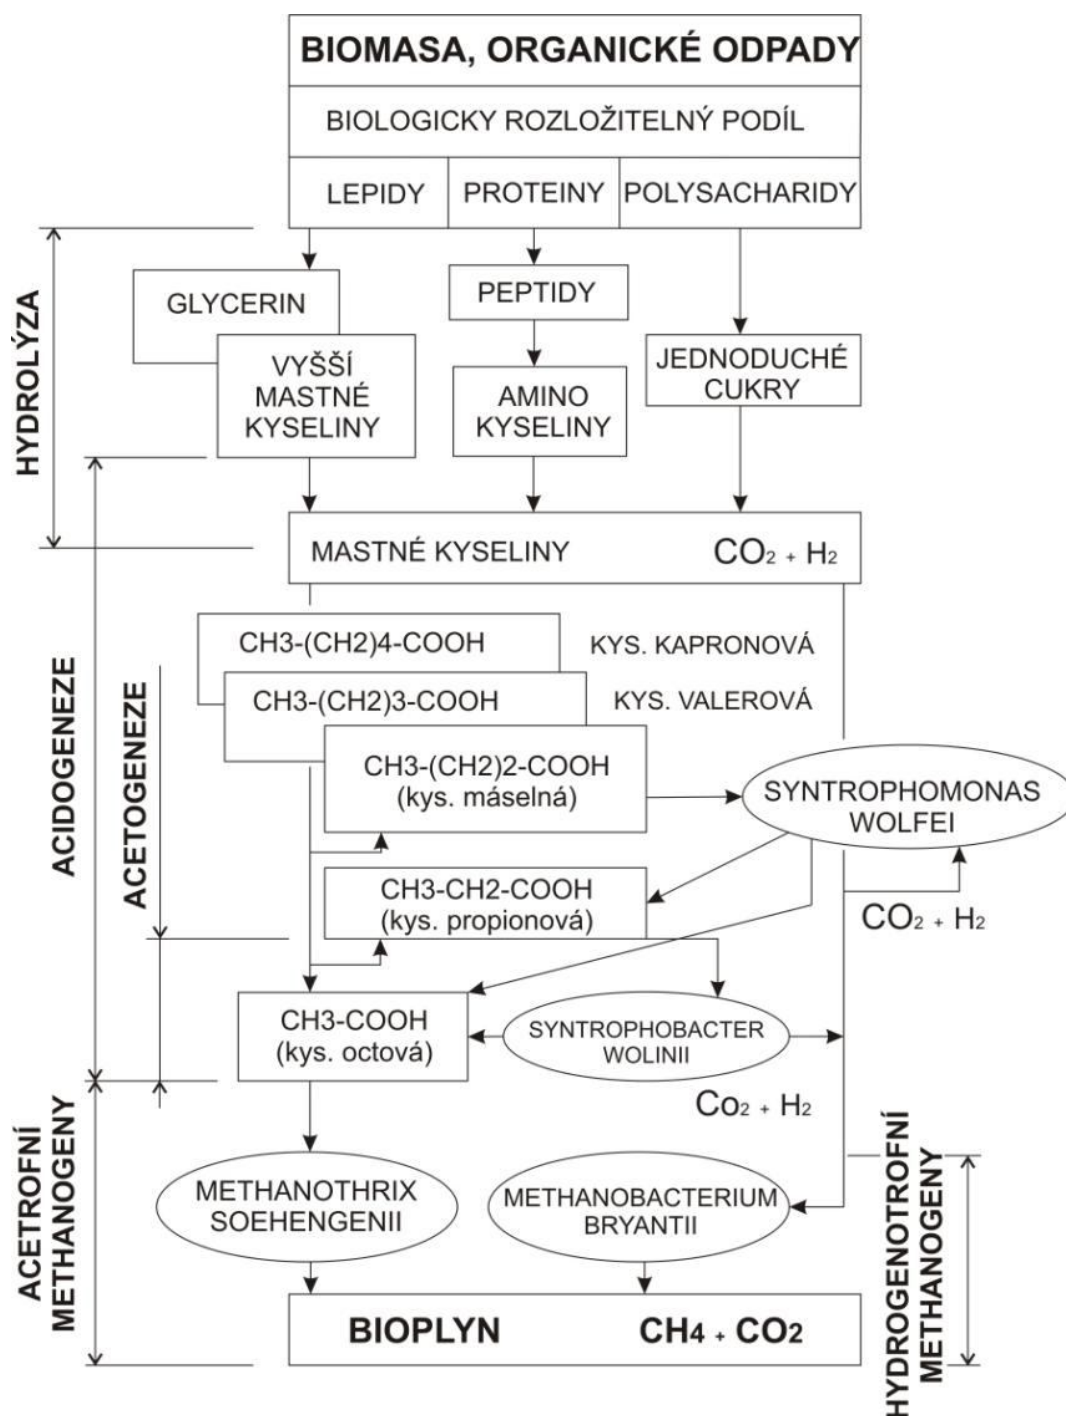 BIOMASA, ORGANICKÉ ODPADY
BIOLOGICKY ROZLOŽITELNÝ PODÍL
LEPIDY
PROTEINY
POLYSACHARIDY
HYDROLÝZA
GLYCERIN
VYŠŠÍ
MASTNÉ
KYSELINY
PEPTIDY
AMINO
KYSELINY
JEDNODUCHÉ
CUKRY
MASTNÉ KYSELINY
CO2 + H2
ACIDOGENEZE
ACETOGENEZE
CH3-(CH2)4-COOH
KYS. KAPRONOVÁ
CH3-(CH2)3-COOH
KYS. VALEROVÁ
CH3-(CH2)2-COOH
(kys. máselná)
SYNTROPHOMONAS
WOLFEI
CH3-CH2-COOH
(kys. propionová)
CO2 + H2
CH3-COOH
(kys. octová)
SYNTROPHOBACTER
WOLINII
Co2 + H2
ACETROFNÍ
METHANOGENY
METHANOTHRIX
SOEHENGENII
METHANOBACTERIUM
BRYANTII
HYDROGENOTROFNÍ
METHANOGENY
BIOPLYN
CH4 + CO2